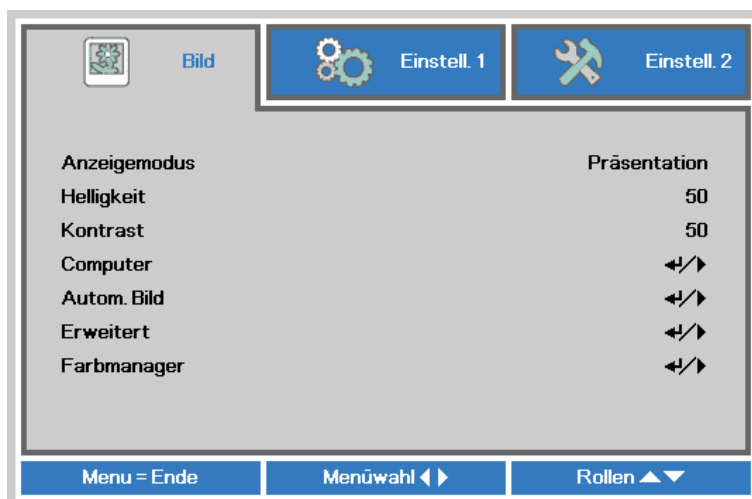 Bild Einstell. 1 Einstell. 2
Anzeigemodus Präsentation
Helligkeit 50
Kontrast 50
Computer ↵/▶
Autom. Bild ↵/▶
Erweitert ↵/▶
Farbmanager ↵/▶
Menu = Ende Menüwahl ◀ ▶ Rollen ▲▼